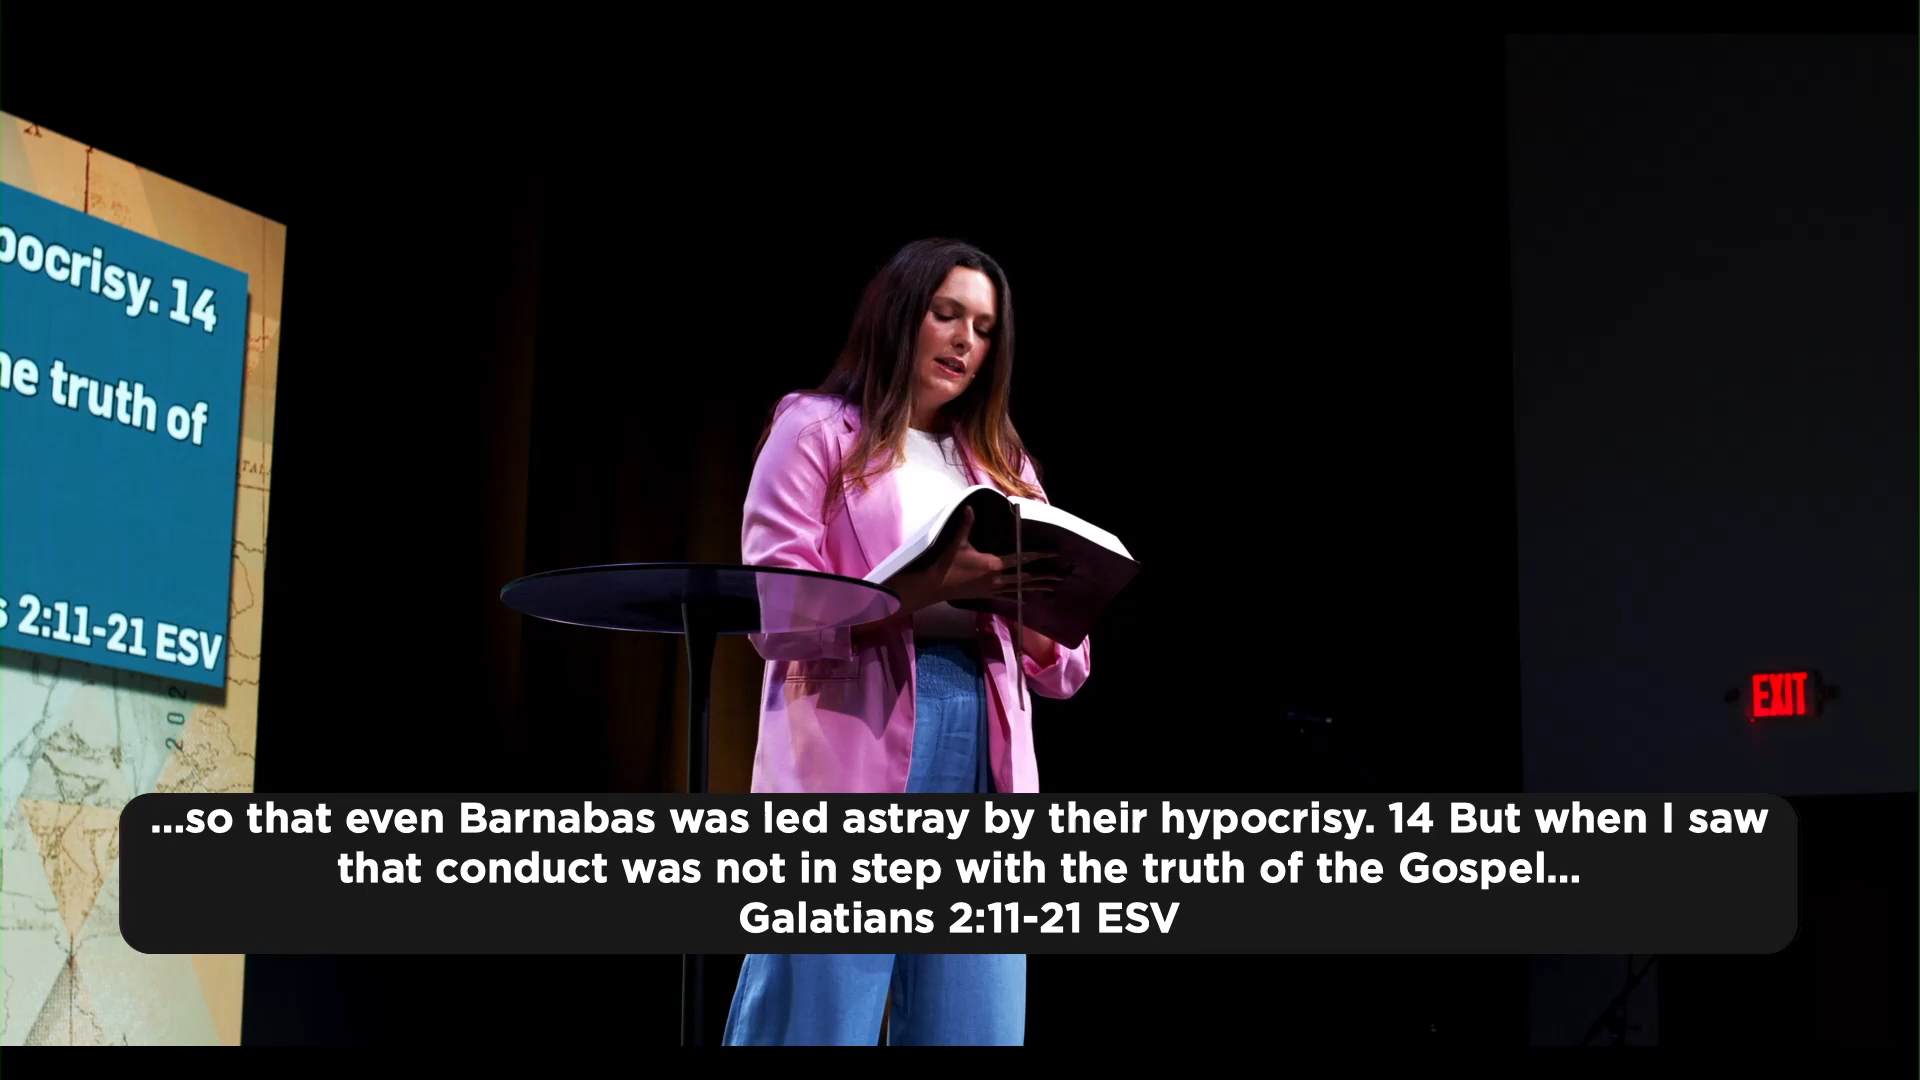 pocrisy. 14
he truth of
s 2:11-21 ESV
TAL
202
EXIT
...so that even Barnabas was led astray by their hypocrisy. 14 But when I saw
that conduct was not in step with the truth of the Gospel...
Galatians 2:11-21 ESV